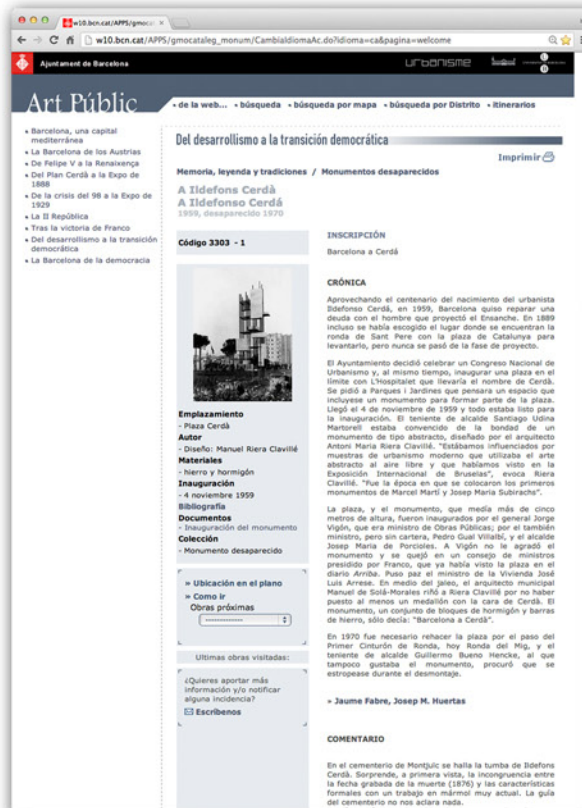 w10.bcn.cat/APPS/gmocat
w10.bcn.cat/APPS/gmocataleg_monum/CambiaIdiomaAc.do?idioma=ca&pagina=welcome
Ajuntament de Barcelona
urbanisme
Art Públic
• de la web... • búsqueda • búsqueda por mapa • búsqueda por Distrito • itinerarios
• Barcelona, una capital
mediterránea
• La Barcelona de los Austrias
• De Felipe V a la Renaixença
• Del Plan Cerdà a la Expo de
1888
• De la crisis del 98 a la Expo de
1929
• La II República
• Tras la victoria de Franco
• Del desarrollismo a la transición
democrática
• La Barcelona de la democracia
Del desarrollismo a la transición democrática
Imprimir
Memoria, leyenda y tradiciones / Monumentos desaparecidos
A Ildefons Cerdà
A Ildefonso Cerdá
1959, desaparecido 1970
Código 3303 - 1
Emplazamiento
- Plaza Cerdà
Autor
- Diseño: Manuel Riera Clavillé
Materiales
- hierro y hormigón
Inauguración
- 4 noviembre 1959
Bibliografía
Documentos
- Inauguración del monumento
Colección
- Monumento desaparecido
» Ubicación en el plano
» Como ir
Obras próximas
-------------
Ultimas obras visitadas:
¿Quieres aportar más
información y/o notificar
alguna incidencia?
Escríbenos
INSCRIPCIÓN
Barcelona a Cerdá
CRÓNICA
Aprovechando el centenario del nacimiento del urbanista
Ildefonso Cerdá, en 1959, Barcelona quiso reparar una
deuda con el hombre que proyectó el Ensanche. En 1889
incluso se había escogido el lugar donde se encuentran la
ronda de Sant Pere con la plaza de Catalunya para
levantarlo, pero nunca se pasó de la fase de proyecto.
El Ayuntamiento decidió celebrar un Congreso Nacional de
Urbanismo y, al mismo tiempo, inaugurar una plaza en el
límite con L'Hospitalet que llevaría el nombre de Cerdà.
Se pidió a Parques i Jardines que pensara un espacio que
incluyese un monumento para formar parte de la plaza.
Llegó el 4 de noviembre de 1959 y todo estaba listo para
la inauguración. El teniente de alcalde Santiago Udina
Martorell estaba convencido de la bondad de un
monumento de tipo abstracto, diseñado por el arquitecto
Antoni Maria Riera Clavillé. "Estábamos influenciados por
muestras de urbanismo moderno que utilizaba el arte
abstracto al aire libre y que habíamos visto en la
Exposición Internacional de Bruselas", evoca Riera
Clavillé. "Fue la época en que se colocaron los primeros
monumentos de Marcel Martí y Josep Maria Subirachs".
La plaza, y el monumento, que medía más de cinco
metros de altura, fueron inaugurados por el general Jorge
Vigón, que era ministro de Obras Públicas; por el también
ministro, pero sin cartera, Pedro Gual Villalbí, y el alcalde
Josep Maria de Porcioles. A Vigón no le agradó el
monumento y se quejó en un consejo de ministros
presidido por Franco, que ya había visto la plaza en el
diario Arriba. Puso paz el ministro de la Vivienda José
Luis Arrese. En medio del jaleo, el arquitecto municipal
Manuel de Solà-Morales riñó a Riera Clavillé por no haber
puesto al menos un medallón con la cara de Cerdà. El
monumento, un conjunto de bloques de hormigón y barras
de hierro, sólo decía: "Barcelona a Cerdà".
En 1970 fue necesario rehacer la plaza por el paso del
Primer Cinturón de Ronda, hoy Ronda del Mig, y el
teniente de alcalde Guillermo Bueno Hencke, al que
tampoco gustaba el monumento, procuró que se
estropease durante el desmontaje.
» Jaume Fabre, Josep M. Huertas
COMENTARIO
En el cementerio de Montjuïc se halla la tumba de Ildefons
Cerdà. Sorprende, a primera vista, la incongruencia entre
la fecha grabada de la muerte (1876) y las características
formales con un trabajo en mármol muy actual. La guía
del cementerio no nos aclara nada.